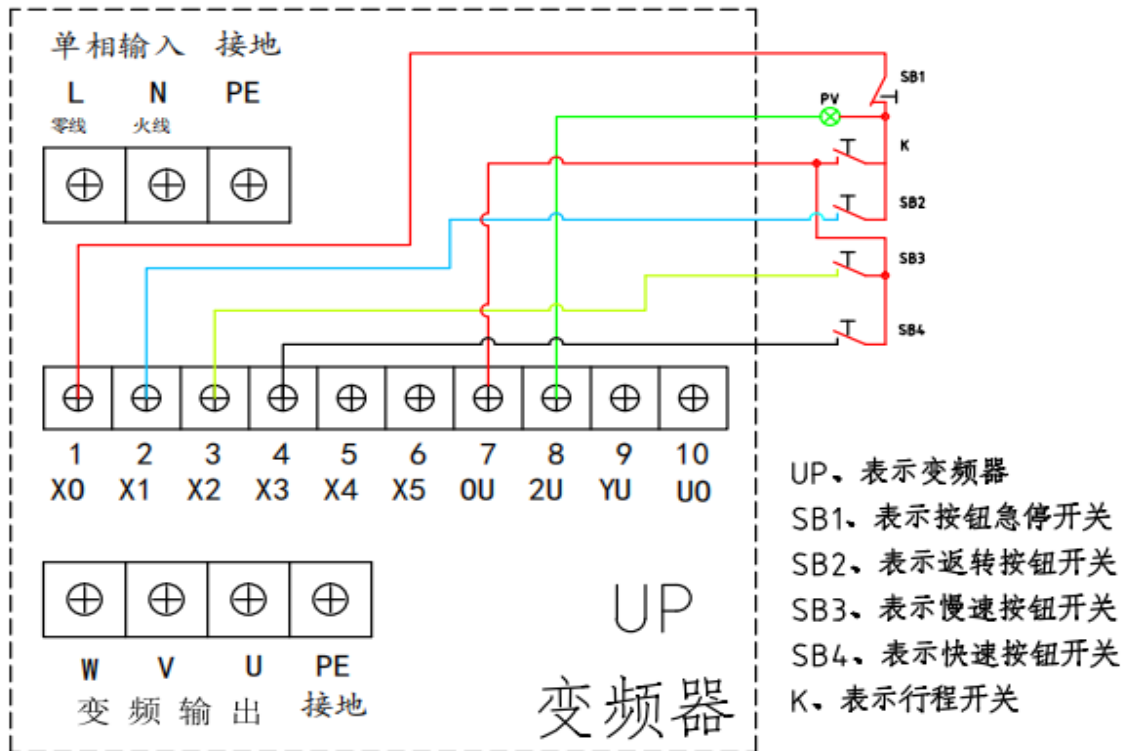 单相输入 接地
L N PE
零线 火线
SB1
PV
K
SB2
SB3
SB4
1 2 3 4 5 6 7 8 9 10
X0 X1 X2 X3 X4 X5 0U 2U YU U0
W V U PE
变频输出 接地
UP
变频器
UP、表示变频器
SB1、表示按钮急停开关
SB2、表示返转按钮开关
SB3、表示慢速按钮开关
SB4、表示快速按钮开关
K、表示行程开关